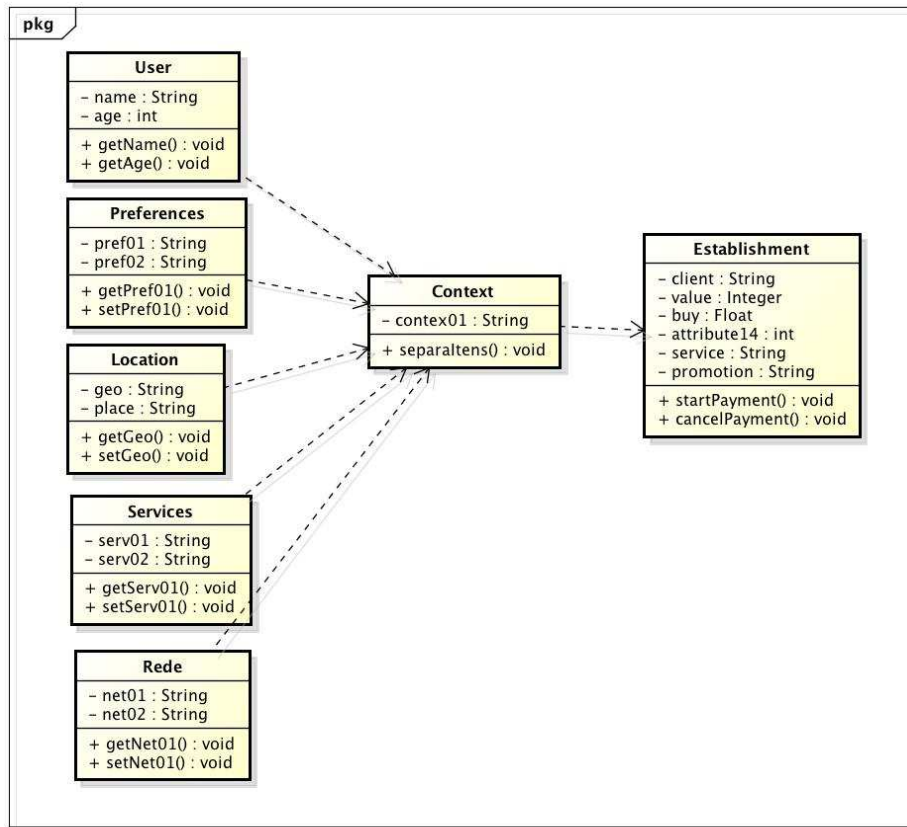 pkg
User
– name : String
– age : int
+ getName() : void
+ getAge() : void
Preferences
– pref01 : String
– pref02 : String
+ getPref01() : void
+ setPref01() : void
Location
– geo : String
– place : String
+ getGeo() : void
+ setGeo() : void
Services
– serv01 : String
– serv02 : String
+ getServ01() : void
+ setServ01() : void
Rede
– net01 : String
– net02 : String
+ getNet01() : void
+ setNet01() : void
Context
– contex01 : String
+ separaItens() : void
Establishment
– client : String
– value : Integer
– buy : Float
– attribute14 : int
– service : String
– promotion : String
+ startPayment() : void
+ cancelPayment() : void